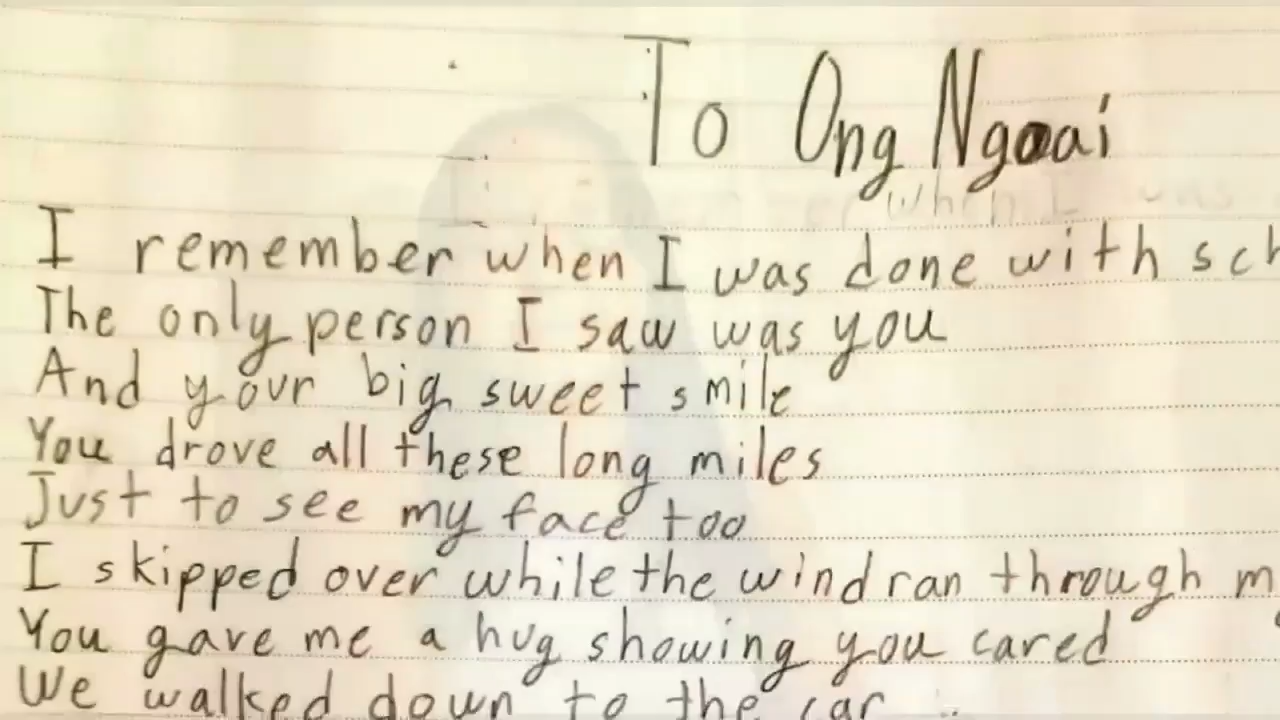 To Ong Ngoai
I remember when I was done with sch
The only person I saw was you
And your big sweet smile
You drove all these long miles
Just to see my face too
I skipped over while the wind ran through m
You gave me a hug showing you cared
We walked down to the car